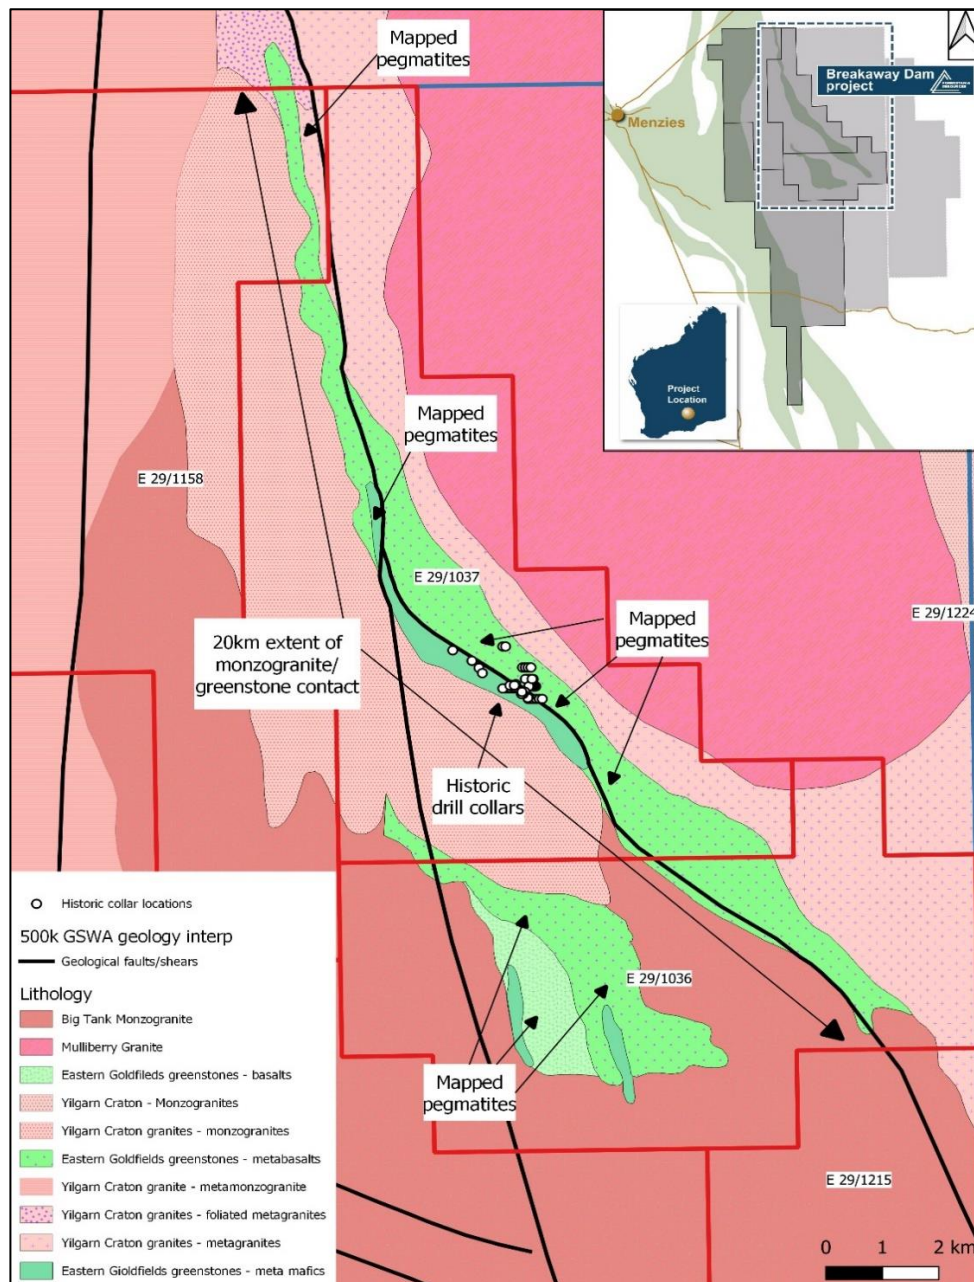 Mapped
pegmatites
Breakaway Dam
project
Menzies
Project
Location
Mapped
pegmatites
E 29/1158
E 29/1037
E 29/1224
Mapped
pegmatites
20km extent of
monzogranite/
greenstone contact
Historic
drill collars
E 29/1036
Mapped
pegmatites
E 29/1215
Historic collar locations
500k GSWA geology interp
Geological faults/shears
Lithology
Big Tank Monzogranite
Mulliberry Granite
Eastern Goldfileds greenstones - basalts
Yilgarn Craton - Monzogranites
Yilgarn Craton granites - monzogranites
Eastern Goldfields greenstones - metabasalts
Yilgarn Craton granite - metamonzogranite
Yilgarn Craton granites - foliated metagranites
Yilgarn Craton granites - metagranites
Eastern Gioldfields greenstones - meta mafics
0 1 2 km